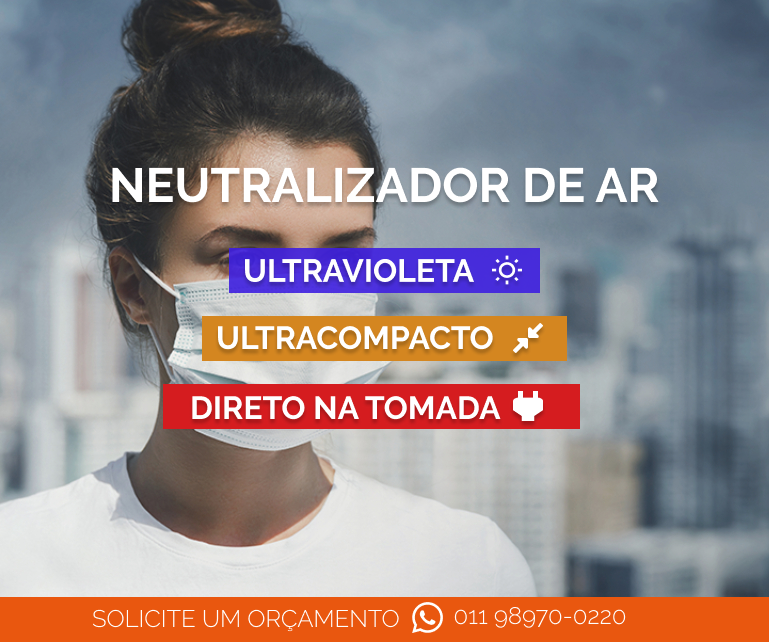 NEUTRALIZADOR DE AR
ULTRAVIOLETA
ULTRACOMPACTO
DIRETO NA TOMADA
SOLICITE UM ORÇAMENTO 011 98970-0220